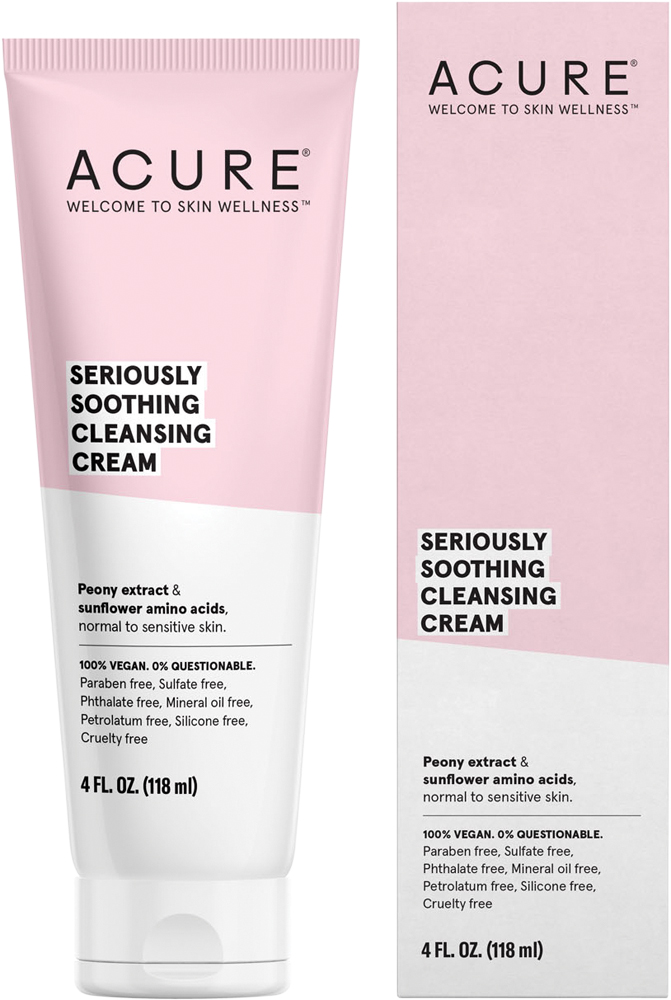 ACURE®
WELCOME TO SKIN WELLNESS™
SERIOUSLY
SOOTHING
CLEANSING
CREAM
Peony extract &
sunflower amino acids,
normal to sensitive skin.
100% VEGAN. 0% QUESTIONABLE.
Paraben free, Sulfate free,
Phthalate free, Mineral oil free,
Petrolatum free, Silicone free,
Cruelty free
4 FL. OZ. (118 ml)
ACURE®
WELCOME TO SKIN WELLNESS™
SERIOUSLY
SOOTHING
CLEANSING
CREAM
Peony extract &
sunflower amino acids,
normal to sensitive skin.
100% VEGAN. 0% QUESTIONABLE.
Paraben free, Sulfate free,
Phthalate free, Mineral oil free,
Petrolatum free, Silicone free,
Cruelty free
4 FL. OZ. (118 ml)